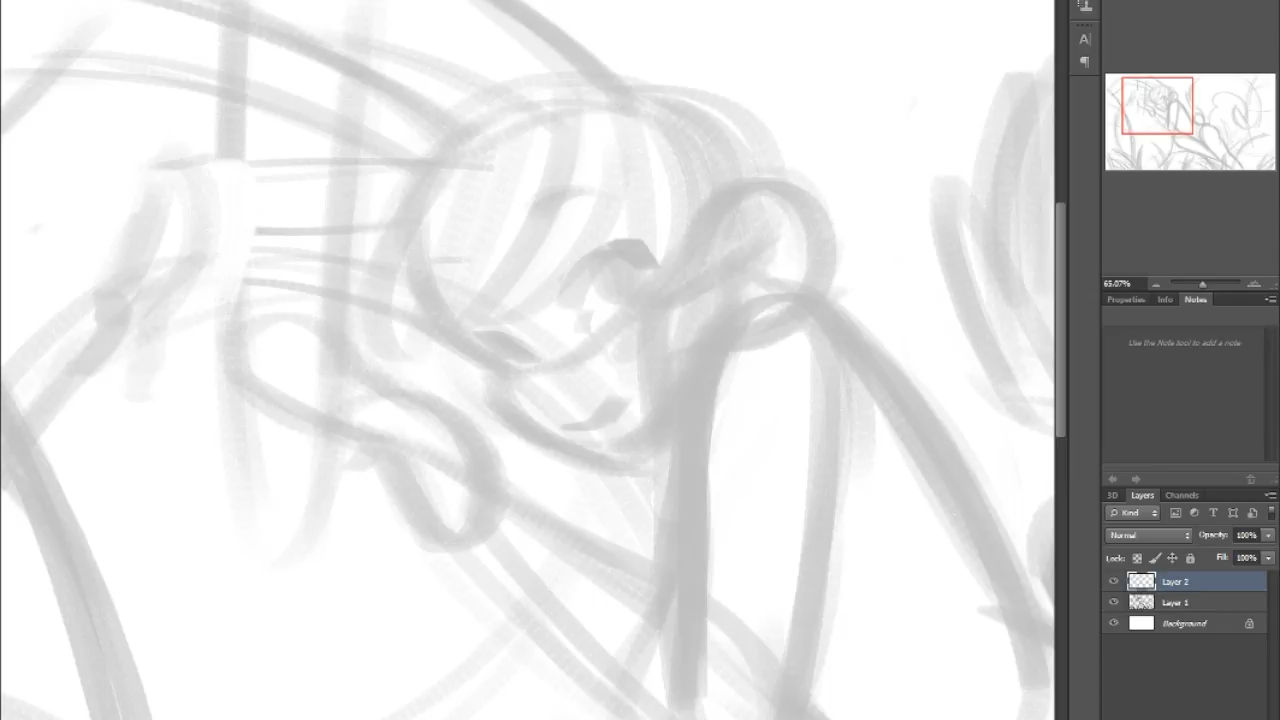 A|
¶
65.07%
Properties Info Notes
Use the Note tool to add a note
3D Layers Channels
Kind
Normal Opacity: 100%
Lock: Fill: 100%
Layer 2
Layer 1
Background